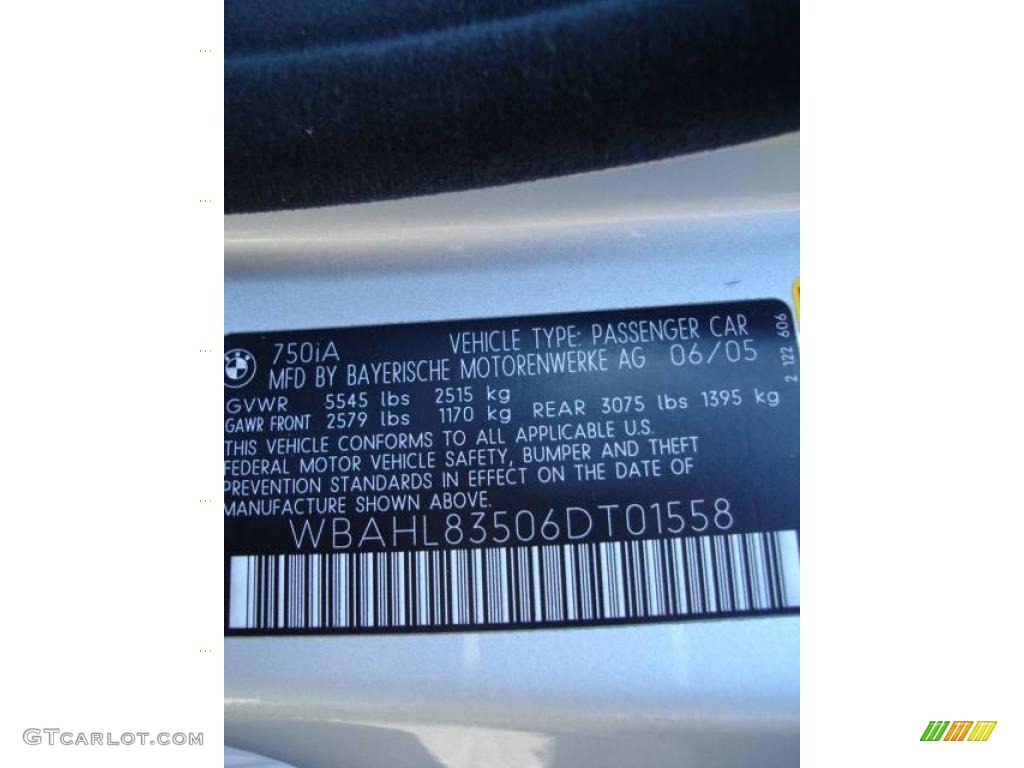 750iA VEHICLE TYPE: PASSENGER CAR
MFD BY BAYERISCHE MOTORENWERKE AG 06/05
GVWR 5545 lbs 2515 kg
GAWR FRONT 2579 lbs 1170 kg REAR 3075 lbs 1395 kg
THIS VEHICLE CONFORMS TO ALL APPLICABLE U.S.
FEDERAL MOTOR VEHICLE SAFETY, BUMPER AND THEFT
PREVENTION STANDARDS IN EFFECT ON THE DATE OF
MANUFACTURE SHOWN ABOVE.
WBAHL83506DT01558
2 122 606
GTCARLOT.COM